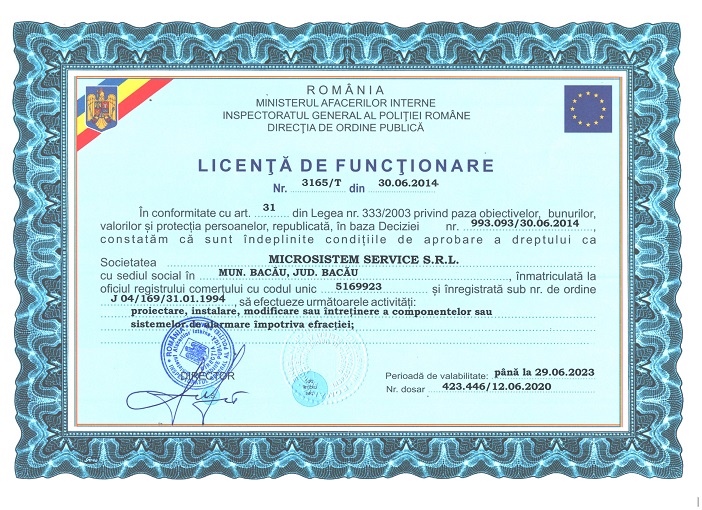 ROMÂNIA
MINISTERUL AFACERILOR INTERNE
INSPECTORATUL GENERAL AL POLIŢIEI ROMÂNE
DIRECŢIA DE ORDINE PUBLICĂ
LICENŢĂ DE FUNCŢIONARE
Nr. 3165/T din 30.06.2014
În conformitate cu art. 31 din Legea nr. 333/2003 privind paza obiectivelor, bunurilor,
valorilor și protecția persoanelor, republicată, în baza Deciziei nr. 993.093/30.06.2014,
constatăm că sunt îndeplinite condițiile de aprobare a dreptului ca
Societatea MICROSISTEM SERVICE S.R.L.
cu sediul social în MUN. BACĂU, JUD. BACĂU, înmatriculată la
oficiul registrului comerțului cu codul unic 5169923 și înregistrată sub nr. de ordine
J 04/169/31.01.1994, să efectueze următoarele activități:
proiectare, instalare, modificare sau întreținere a componentelor sau
sistemelor de alarmare împotriva efracției;
DIRECTOR
Perioadă de valabilitate: până la 29.06.2023
Nr. dosar 423.446/12.06.2020